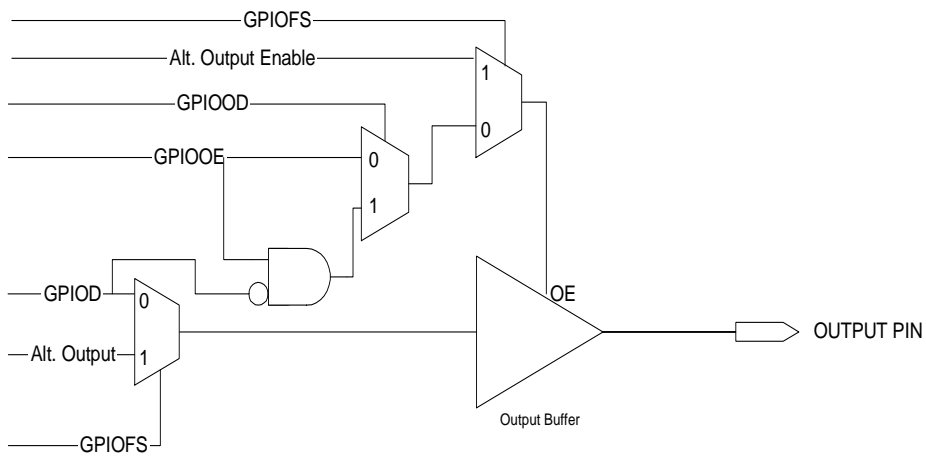 GPIOFS
Alt. Output Enable
1
GPIOOD
0
GPIOOE
0
1
OE
GPIOD
0
OUTPUT PIN
Alt. Output
1
Output Buffer
GPIOFS